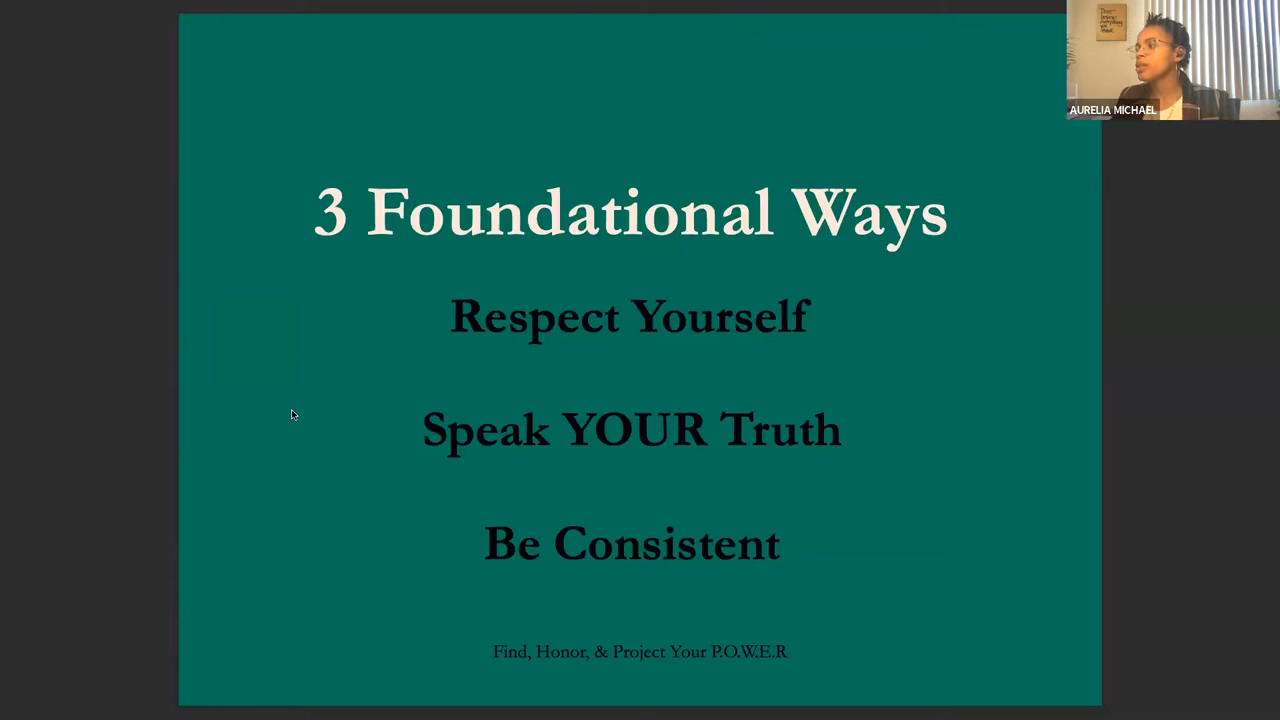 3 Foundational Ways
Respect Yourself
Speak YOUR Truth
Be Consistent
Find, Honor, & Project Your P.O.W.E.R
AURELIA MICHAEL